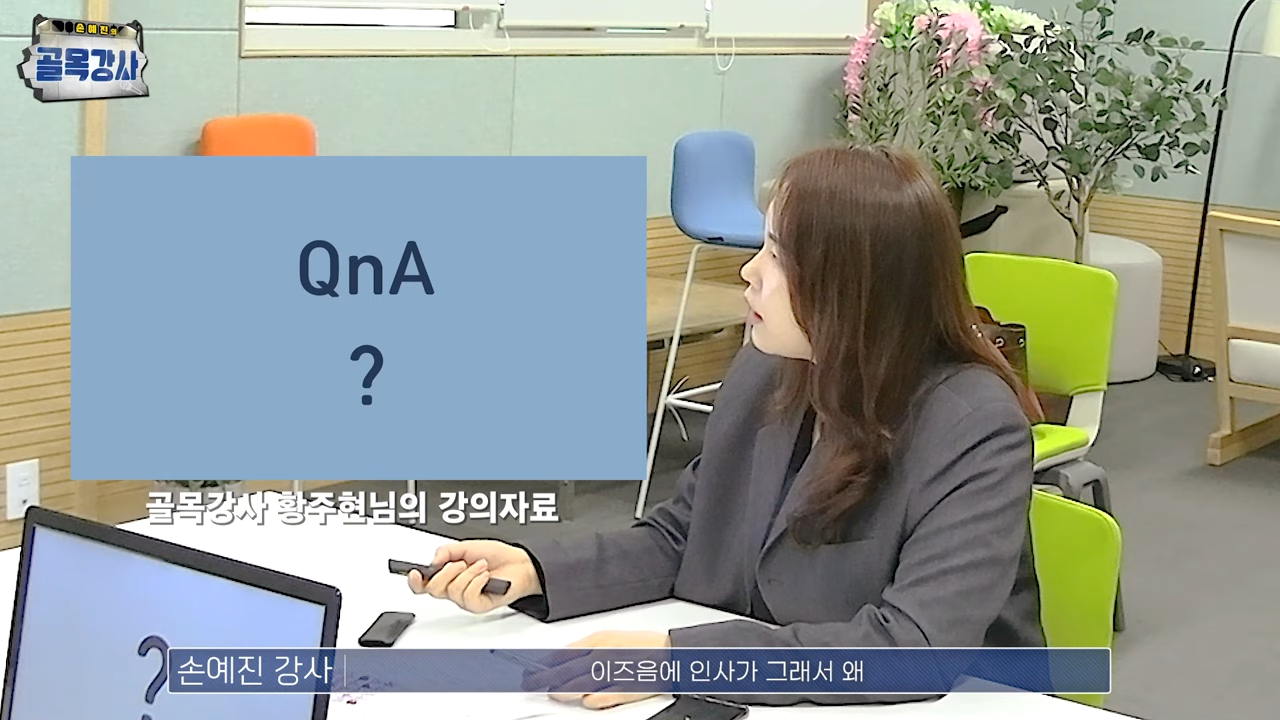 손예진의
골목강사
QnA
?
골목강사 황주현님의 강의자료
?
손예진 강사
이즈음에 인사가 그래서 왜